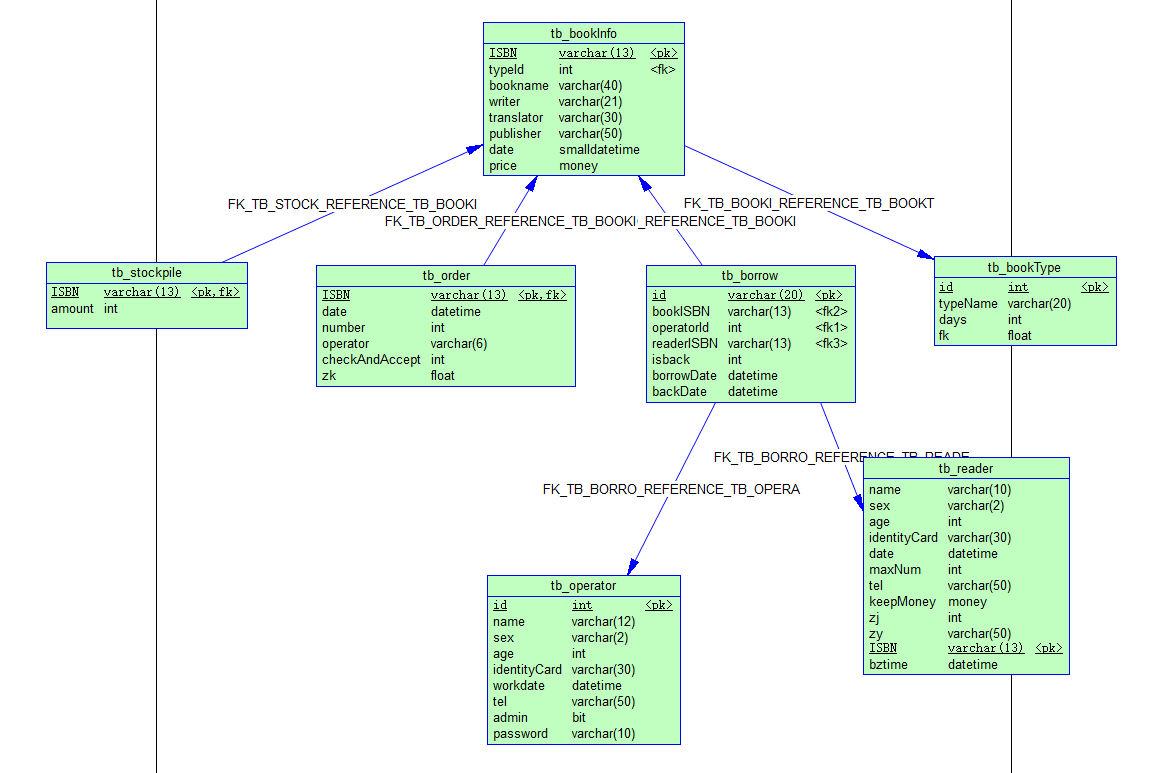 tb_bookInfo
ISBN varchar(13) <pk>
typeId int <fk>
bookname varchar(40)
writer varchar(21)
translator varchar(30)
publisher varchar(50)
date smalldatetime
price money
FK_TB_STOCK_REFERENCE_TB_BOOKI
FK_TB_BOOKI_REFERENCE_TB_BOOKT
FK_TB_ORDER_REFERENCE_TB_BOOKI
_REFERENCE_TB_BOOKI
tb_stockpile
ISBN varchar(13) <pk,fk>
amount int
tb_order
ISBN varchar(13) <pk,fk>
date datetime
number int
operator varchar(6)
checkAndAccept int
zk float
tb_borrow
id varchar(20) <pk>
bookISBN varchar(13) <fk2>
operatorId int <fk1>
readerISBN varchar(13) <fk3>
isback int
borrowDate datetime
backDate datetime
tb_bookType
id int <pk>
typeName varchar(20)
days int
fk float
FK_TB_BORRO_REFERENCE_TB_READE
FK_TB_BORRO_REFERENCE_TB_OPERA
tb_reader
name varchar(10)
sex varchar(2)
age int
identityCard varchar(30)
date datetime
maxNum int
tel varchar(50)
keepMoney money
zj int
zy varchar(50)
ISBN varchar(13) <pk>
bztime datetime
tb_operator
id int <pk>
name varchar(12)
sex varchar(2)
age int
identityCard varchar(30)
workdate datetime
tel varchar(50)
admin bit
password varchar(10)